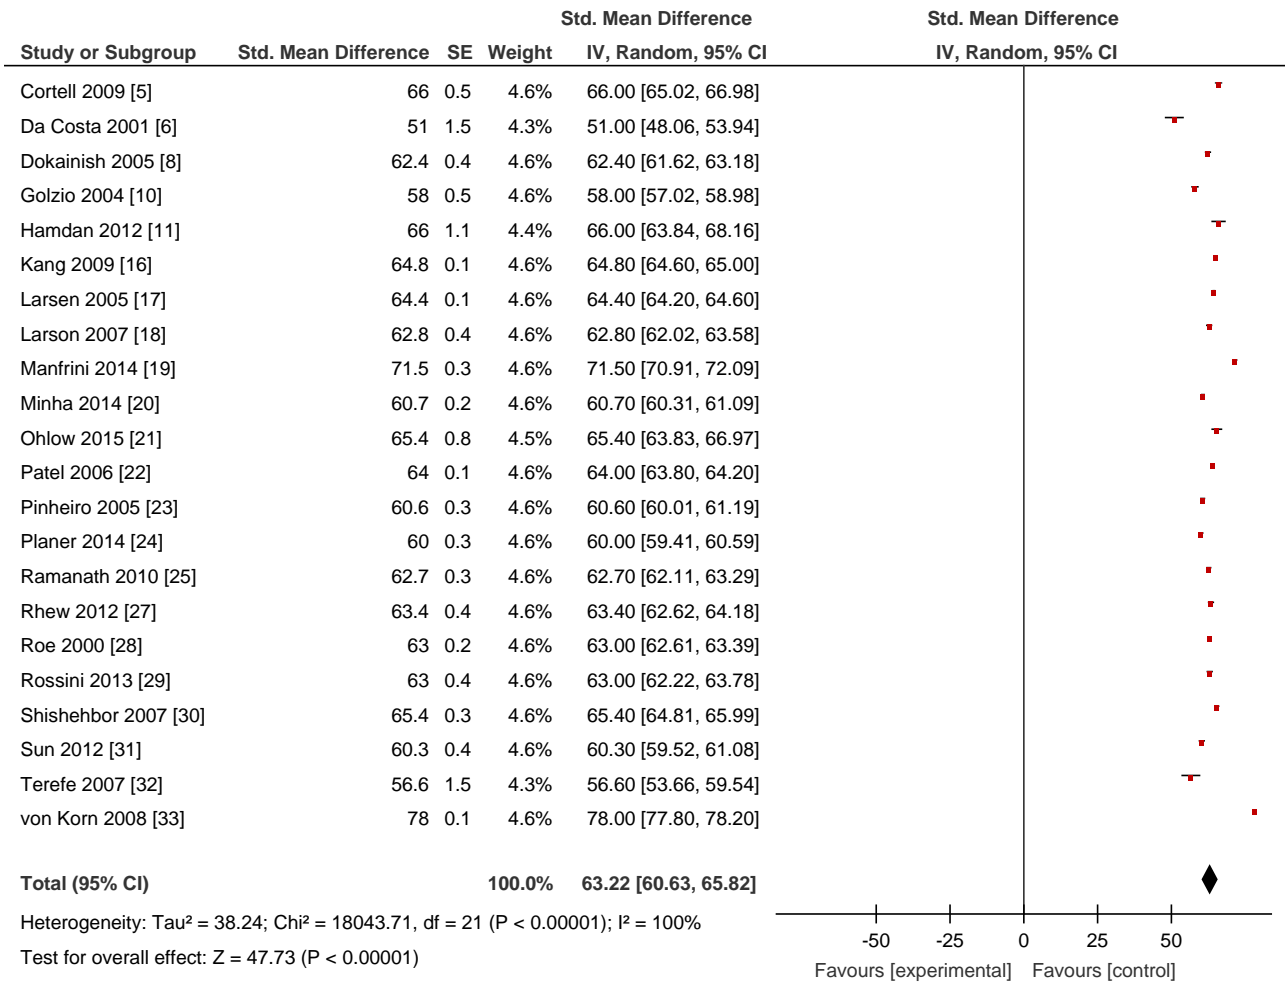 Std. Mean Difference Std. Mean Difference
Study or Subgroup Std. Mean Difference SE Weight IV, Random, 95% CI IV, Random, 95% CI
Cortell 2009 [5] 66 0.5 4.6% 66.00 [65.02, 66.98]
Da Costa 2001 [6] 51 1.5 4.3% 51.00 [48.06, 53.94]
Dokainish 2005 [8] 62.4 0.4 4.6% 62.40 [61.62, 63.18]
Golzio 2004 [10] 58 0.5 4.6% 58.00 [57.02, 58.98]
Hamdan 2012 [11] 66 1.1 4.4% 66.00 [63.84, 68.16]
Kang 2009 [16] 64.8 0.1 4.6% 64.80 [64.60, 65.00]
Larsen 2005 [17] 64.4 0.1 4.6% 64.40 [64.20, 64.60]
Larson 2007 [18] 62.8 0.4 4.6% 62.80 [62.02, 63.58]
Manfrini 2014 [19] 71.5 0.3 4.6% 71.50 [70.91, 72.09]
Minha 2014 [20] 60.7 0.2 4.6% 60.70 [60.31, 61.09]
Ohlow 2015 [21] 65.4 0.8 4.5% 65.40 [63.83, 66.97]
Patel 2006 [22] 64 0.1 4.6% 64.00 [63.80, 64.20]
Pinheiro 2005 [23] 60.6 0.3 4.6% 60.60 [60.01, 61.19]
Planer 2014 [24] 60 0.3 4.6% 60.00 [59.41, 60.59]
Ramanath 2010 [25] 62.7 0.3 4.6% 62.70 [62.11, 63.29]
Rhew 2012 [27] 63.4 0.4 4.6% 63.40 [62.62, 64.18]
Roe 2000 [28] 63 0.2 4.6% 63.00 [62.61, 63.39]
Rossini 2013 [29] 63 0.4 4.6% 63.00 [62.22, 63.78]
Shishehbor 2007 [30] 65.4 0.3 4.6% 65.40 [64.81, 65.99]
Sun 2012 [31] 60.3 0.4 4.6% 60.30 [59.52, 61.08]
Terefe 2007 [32] 56.6 1.5 4.3% 56.60 [53.66, 59.54]
von Korn 2008 [33] 78 0.1 4.6% 78.00 [77.80, 78.20]
Total (95% CI) 100.0% 63.22 [60.63, 65.82]
Heterogeneity: Tau² = 38.24; Chi² = 18043.71, df = 21 (P < 0.00001); I² = 100%
Test for overall effect: Z = 47.73 (P < 0.00001)
-50 -25 0 25 50
Favours [experimental] Favours [control]